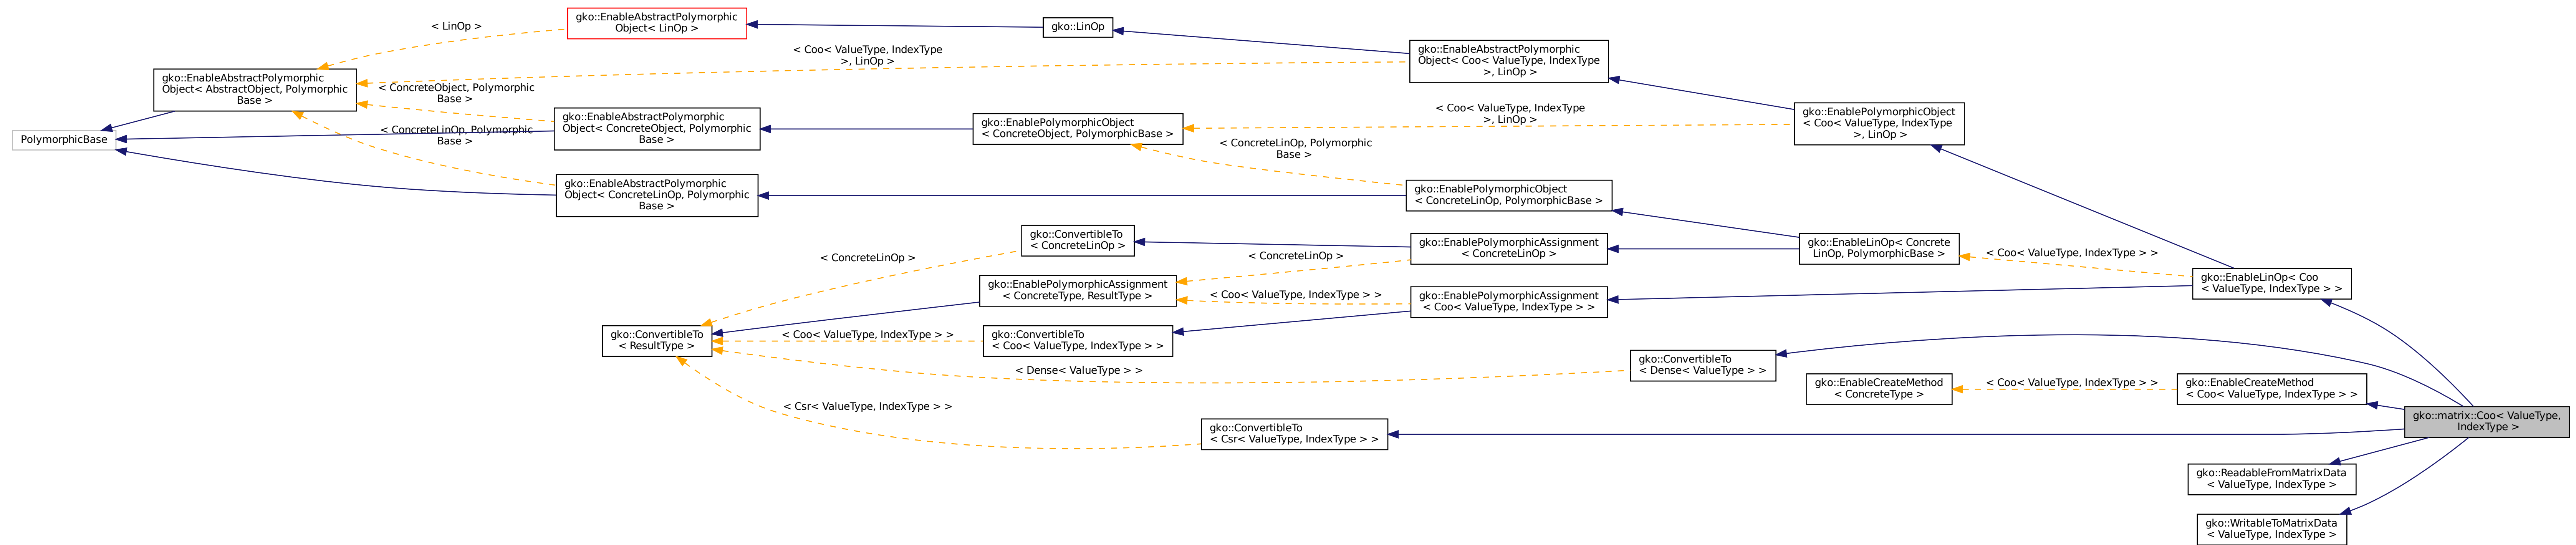 gko::EnableAbstractPolymorphic
Object< LinOp >
< LinOp >
gko::LinOp
< Coo< ValueType, IndexType
>, LinOp >
gko::EnableAbstractPolymorphic
Object< Coo< ValueType, IndexType
>, LinOp >
gko::EnableAbstractPolymorphic
Object< AbstractObject, Polymorphic
Base >
< ConcreteObject, Polymorphic
Base >
gko::EnableAbstractPolymorphic
Object< ConcreteObject, Polymorphic
Base >
gko::EnablePolymorphicObject
< ConcreteObject, PolymorphicBase >
< Coo< ValueType, IndexType
>, LinOp >
gko::EnablePolymorphicObject
< Coo< ValueType, IndexType
>, LinOp >
PolymorphicBase
< ConcreteLinOp, Polymorphic
Base >
< ConcreteLinOp, Polymorphic
Base >
gko::EnableAbstractPolymorphic
Object< ConcreteLinOp, Polymorphic
Base >
gko::EnablePolymorphicObject
< ConcreteLinOp, PolymorphicBase >
gko::ConvertibleTo
< ConcreteLinOp >
< ConcreteLinOp >
gko::EnablePolymorphicAssignment
< ConcreteLinOp >
gko::EnableLinOp< Concrete
LinOp, PolymorphicBase >
< Coo< ValueType, IndexType > >
< ConcreteLinOp >
gko::EnablePolymorphicAssignment
< ConcreteType, ResultType >
< Coo< ValueType, IndexType > >
gko::EnablePolymorphicAssignment
< Coo< ValueType, IndexType > >
gko::EnableLinOp< Coo
< ValueType, IndexType > >
gko::ConvertibleTo
< ResultType >
< Coo< ValueType, IndexType > >
gko::ConvertibleTo
< Coo< ValueType, IndexType > >
< Dense< ValueType > >
gko::ConvertibleTo
< Dense< ValueType > >
gko::EnableCreateMethod
< ConcreteType >
< Coo< ValueType, IndexType > >
gko::EnableCreateMethod
< Coo< ValueType, IndexType > >
< Csr< ValueType, IndexType > >
gko::ConvertibleTo
< Csr< ValueType, IndexType > >
gko::matrix::Coo< ValueType,
IndexType >
gko::ReadableFromMatrixData
< ValueType, IndexType >
gko::WritableToMatrixData
< ValueType, IndexType >